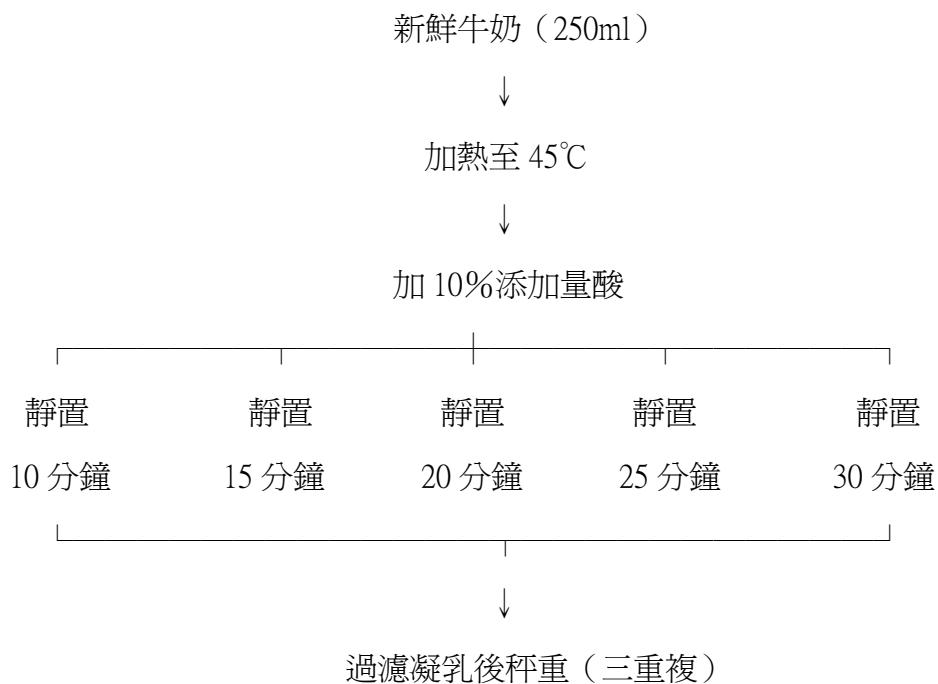 新鮮牛奶（250ml）
↓
加熱至 45℃
↓
加 10％添加量酸
靜置 靜置 靜置 靜置 靜置
10 分鐘 15 分鐘 20 分鐘 25 分鐘 30 分鐘
↓
過濾凝乳後秤重（三重複）